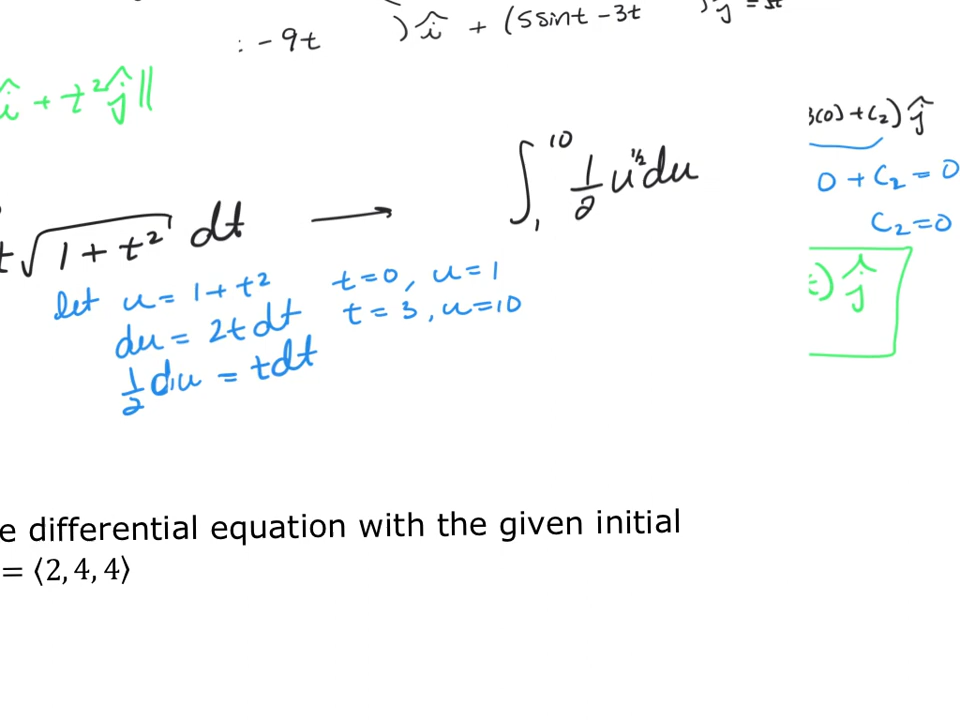 : - 9t ) î + (5sint - 3t ) ĵ = 
î + t² ĵ ||
3(0) + C₂) ĵ
0 + C₂ = 0
C₂ = 0
t) ĵ
t √(1 + t²) dt → ∫₁¹⁰ 1/2 u^(1/2) du
let u = 1 + t² t = 0, u = 1
du = 2t dt t = 3, u = 10
1/2 du = t dt
e differential equation with the given initial
= ⟨2, 4, 4⟩